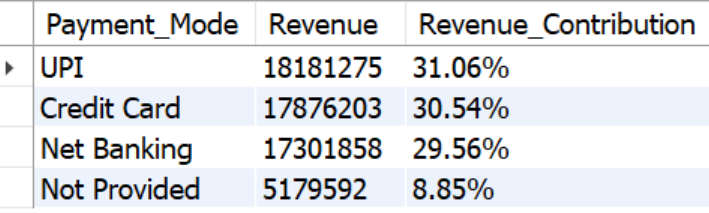 Payment_Mode Revenue Revenue_Contribution
UPI 18181275 31.06%
Credit Card 17876203 30.54%
Net Banking 17301858 29.56%
Not Provided 5179592 8.85%